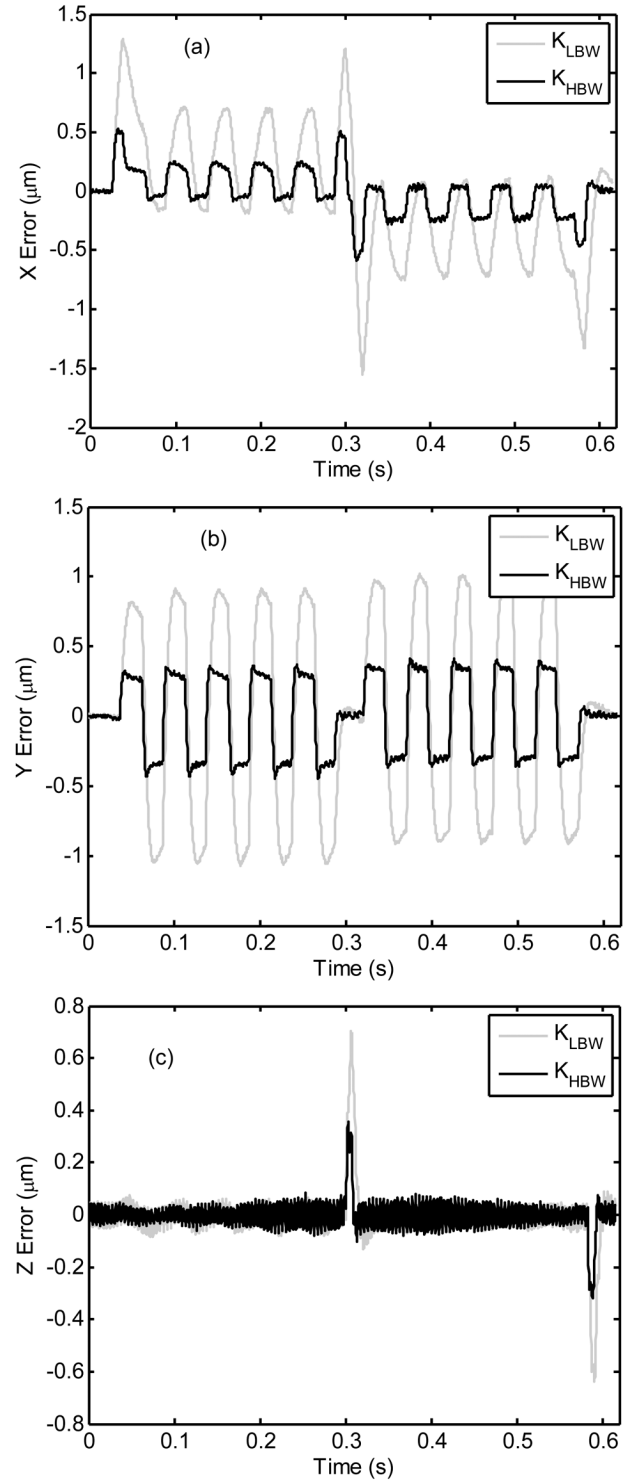 (a)
K_LBW
K_HBW
1.5
1
0.5
0
-0.5
-1
-1.5
-2
X Error (μm)
0 0.1 0.2 0.3 0.4 0.5 0.6
Time (s)
(b)
K_LBW
K_HBW
1.5
1
0.5
0
-0.5
-1
-1.5
Y Error (μm)
0 0.1 0.2 0.3 0.4 0.5 0.6
Time (s)
(c)
K_LBW
K_HBW
0.8
0.6
0.4
0.2
0
-0.2
-0.4
-0.6
-0.8
Z Error (μm)
0 0.1 0.2 0.3 0.4 0.5 0.6
Time (s)